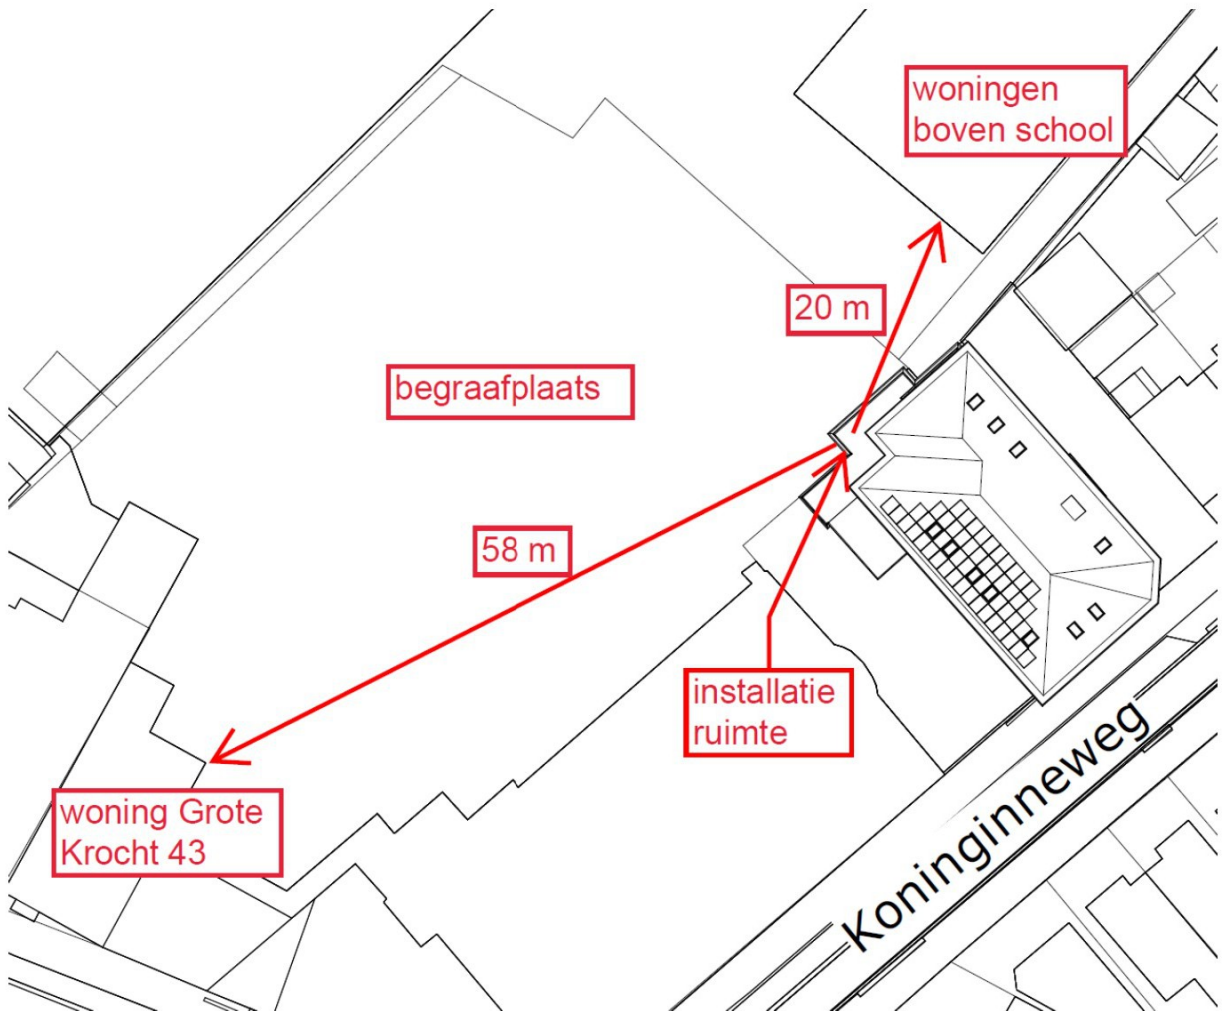 woningen
boven school
20 m
begraafplaats
58 m
installatie
ruimte
woning Grote
Krocht 43
Koninginneweg